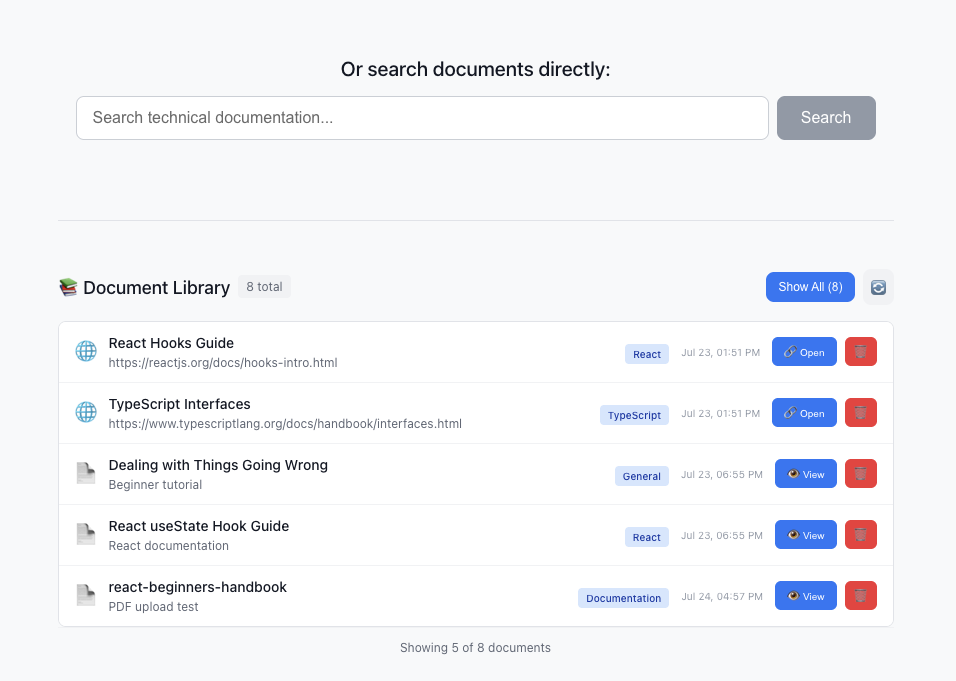 Or search documents directly:
Search technical documentation...
Search
Document Library
8 total
Show All (8)
React Hooks Guide
https://reactjs.org/docs/hooks-intro.html
React
Jul 23, 01:51 PM
Open
TypeScript Interfaces
https://www.typescriptlang.org/docs/handbook/interfaces.html
TypeScript
Jul 23, 01:51 PM
Open
Dealing with Things Going Wrong
Beginner tutorial
General
Jul 23, 06:55 PM
View
React useState Hook Guide
React documentation
React
Jul 23, 06:55 PM
View
react-beginners-handbook
PDF upload test
Documentation
Jul 24, 04:57 PM
View
Showing 5 of 8 documents